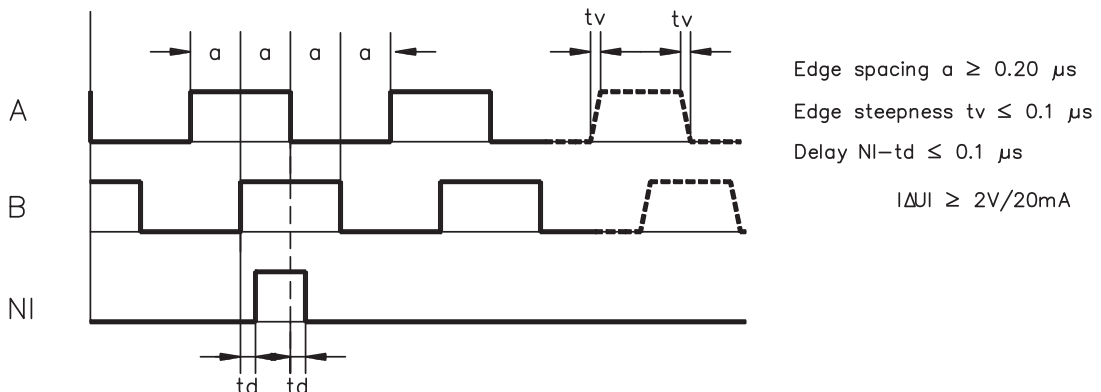 tv tv
a a a a
A
Edge spacing a ≥ 0.20 µs
Edge steepness tv ≤ 0.1 µs
Delay NI–td ≤ 0.1 µs
B
IΔUI ≥ 2V/20mA
NI
td td